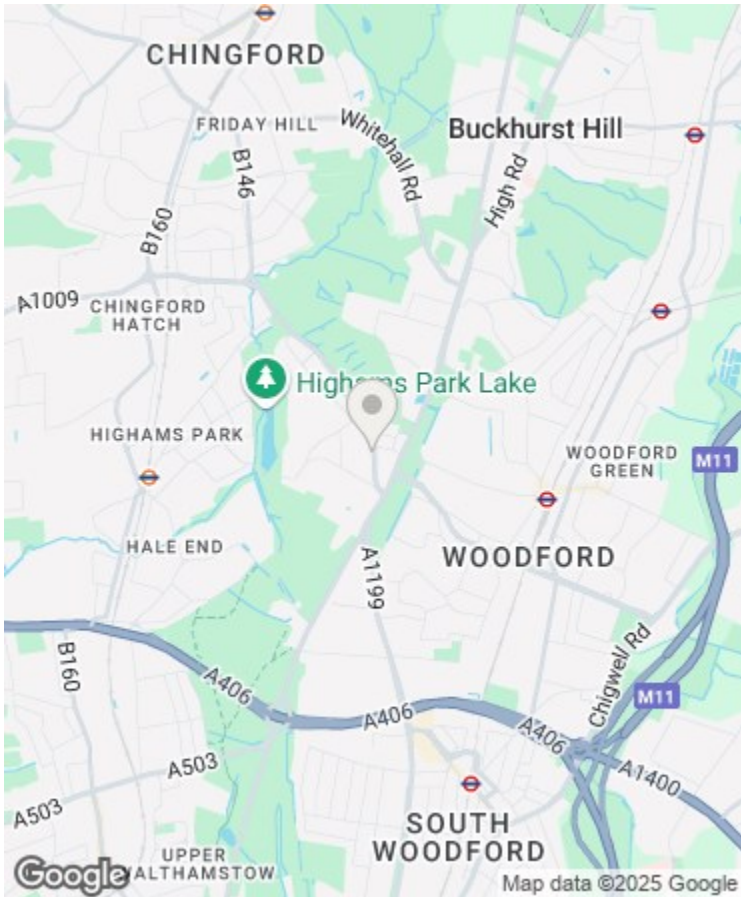 CHINGFORD
FRIDAY HILL
Whitehall Rd
Buckhurst Hill
B146
High Rd
B160
A1009
CHINGFORD
HATCH
Highams Park Lake
HIGHAMS PARK
WOODFORD
GREEN
M11
HALE END
WOODFORD
A1199
B160
A406
Chigwell Rd
M11
A406
A406
A503
A1400
A503
SOUTH
WOODFORD
UPPER
WALTHAMSTOW
Google
Map data ©2025 Google